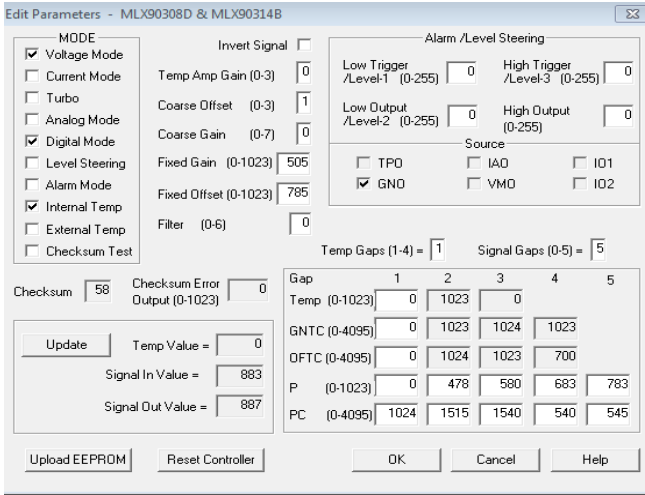 Edit Parameters - MLX90308D & MLX90314B
MODE
Voltage Mode
Current Mode
Turbo
Analog Mode
Digital Mode
Level Steering
Alarm Mode
Internal Temp
External Temp
Checksum Test
Invert Signal
Temp Amp Gain (0-3) 0
Coarse Offset (0-3) 1
Coarse Gain (0-7) 0
Fixed Gain (0-1023) 505
Fixed Offset (0-1023) 785
Filter (0-6) 0
Alarm /Level Steering
Low Trigger
/Level-1 (0-255) 0
High Trigger
/Level-3 (0-255) 0
Low Output
/Level-2 (0-255) 0
High Output
(0-255) 0
Source
TPO IAO IO1
GNO VMO IO2
Temp Gaps (1-4) = 1 Signal Gaps (0-5) = 5
Checksum 58
Checksum Error
Output (0-1023) 0
Update
Temp Value = 0
Signal In Value = 883
Signal Out Value = 887
Gap 1 2 3 4 5
Temp (0-1023) 0 1023 0
GNTC (0-4095) 0 1023 1024 1023
OFTC (0-4095) 0 1024 1023 700
P (0-1023) 0 478 580 683 783
PC (0-4095) 1024 1515 1540 540 545
Upload EEPROM Reset Controller OK Cancel Help